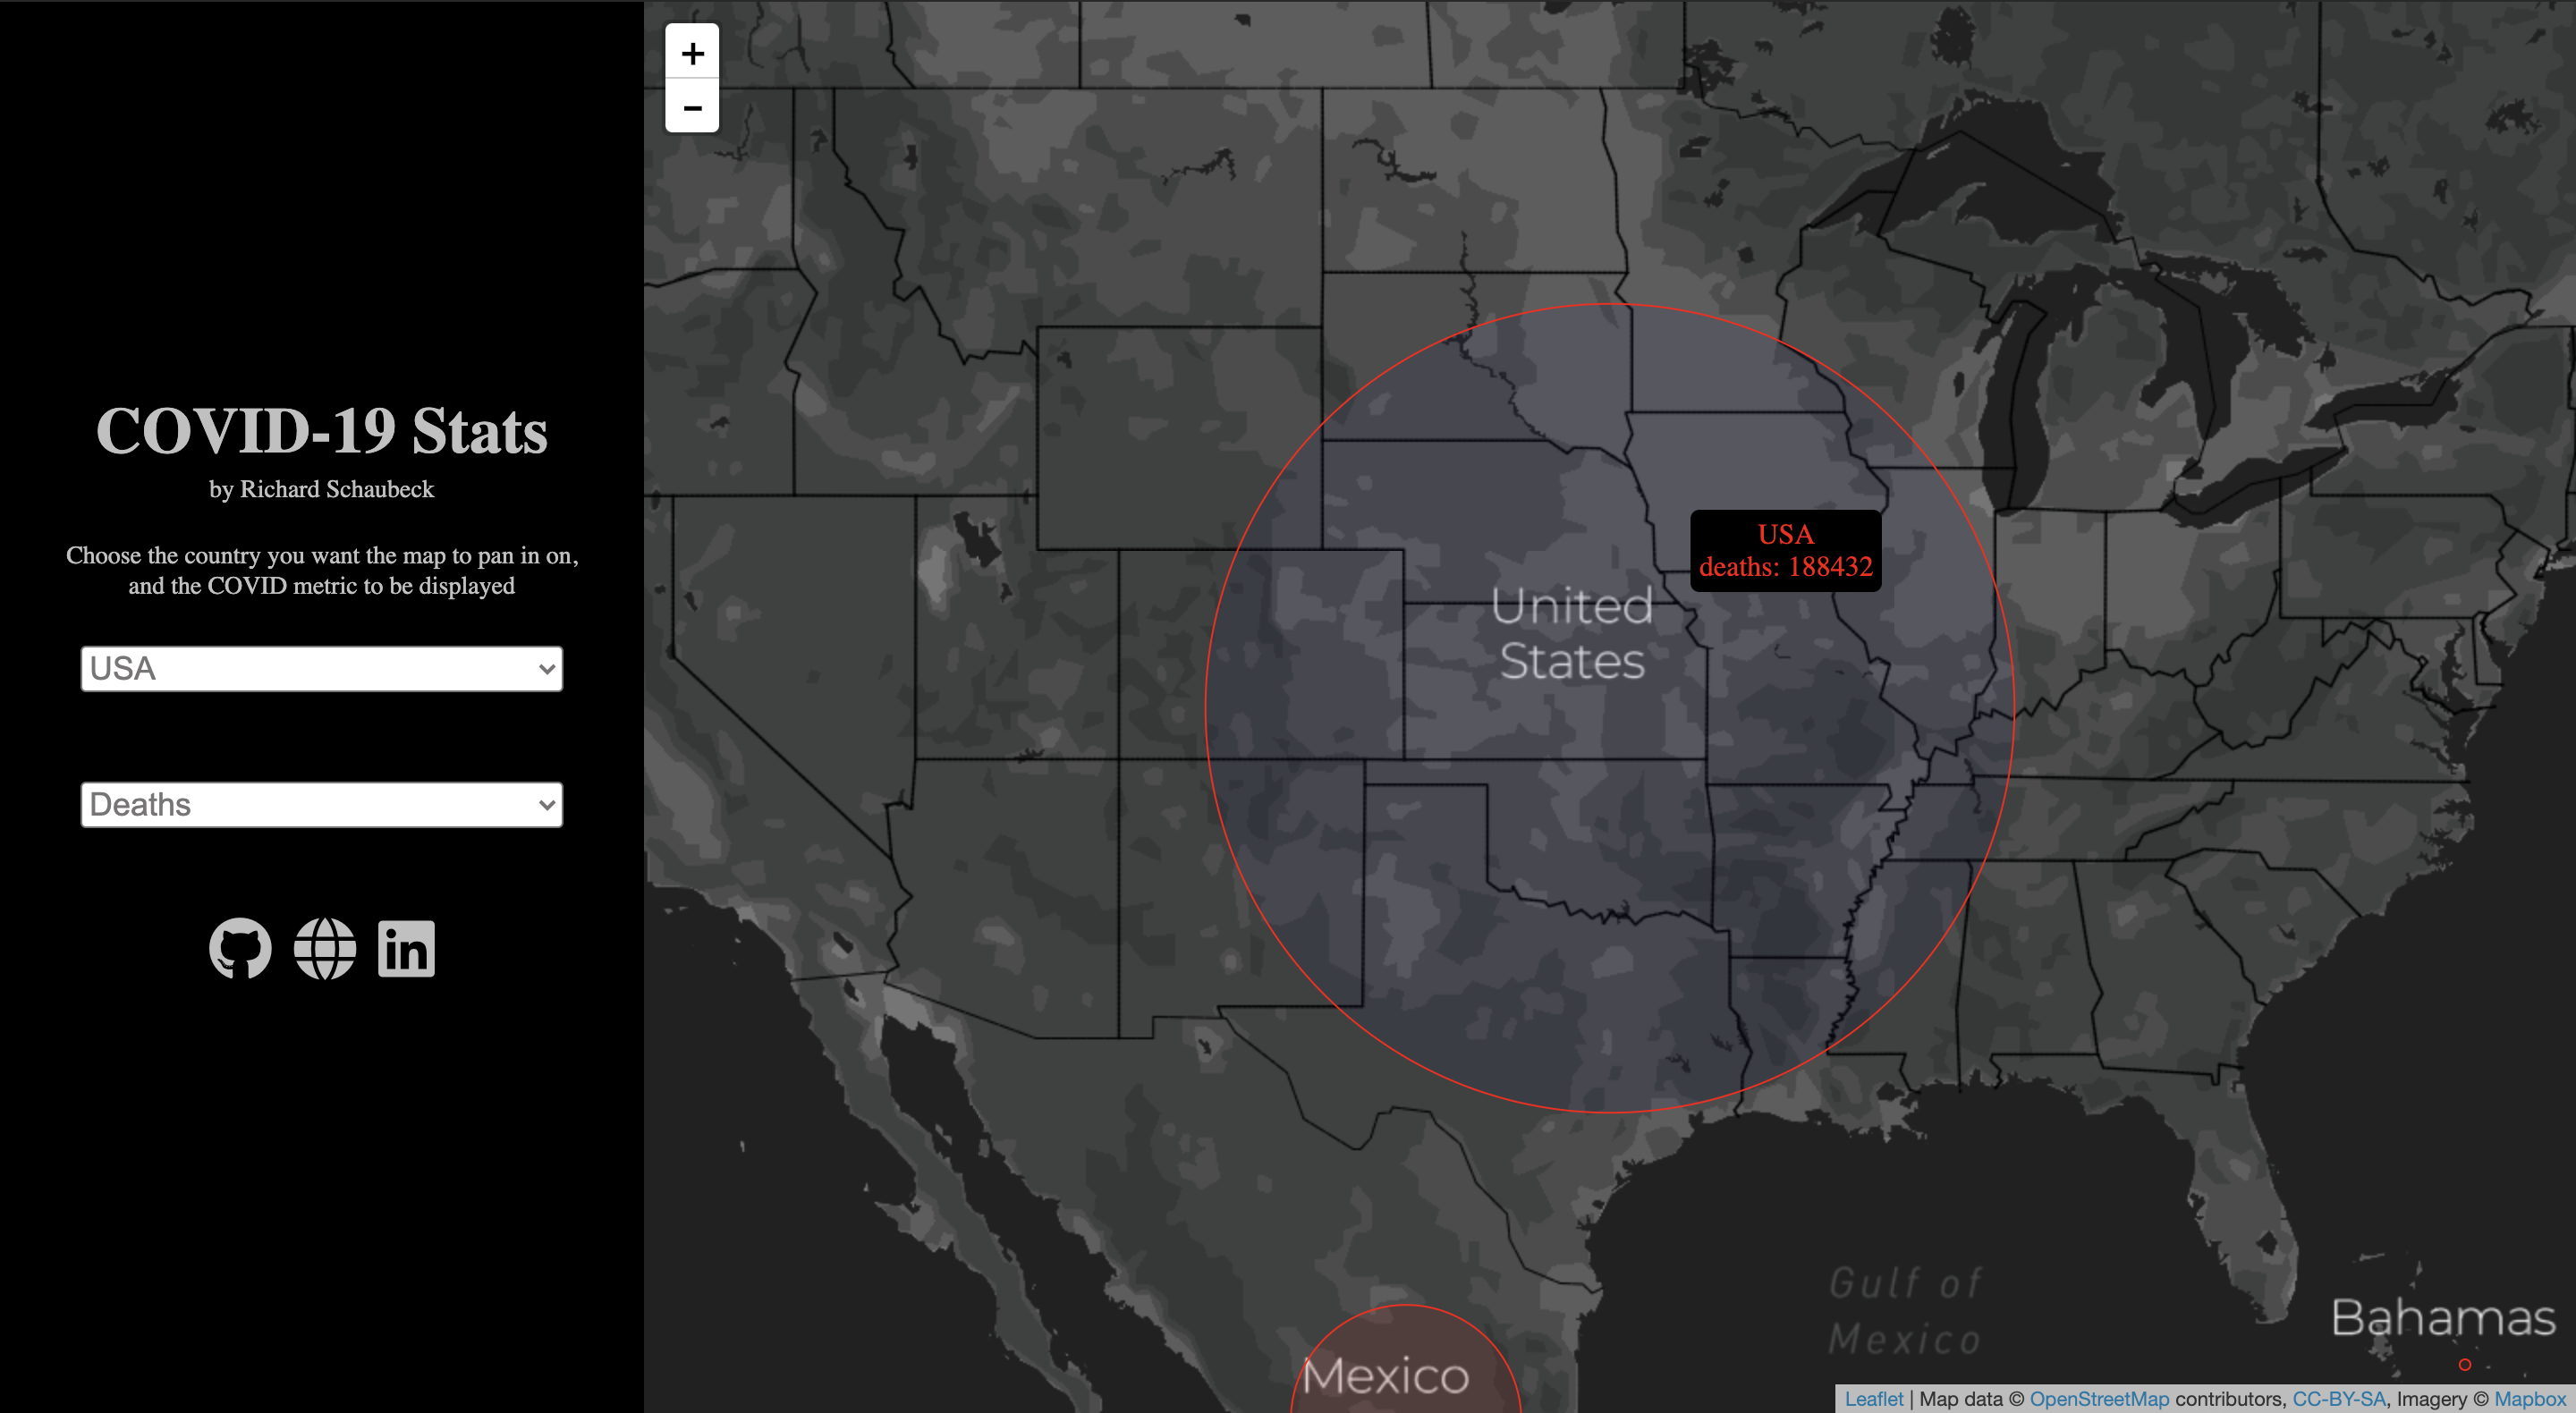 COVID-19 Stats
by Richard Schaubeck
Choose the country you want the map to pan in on,
and the COVID metric to be displayed
USA
Deaths
in
+
-
USA
deaths: 188432
United
States
Gulf of
Mexico
Bahamas
Mexico
Leaflet | Map data © OpenStreetMap contributors, CC-BY-SA, Imagery © Mapbox